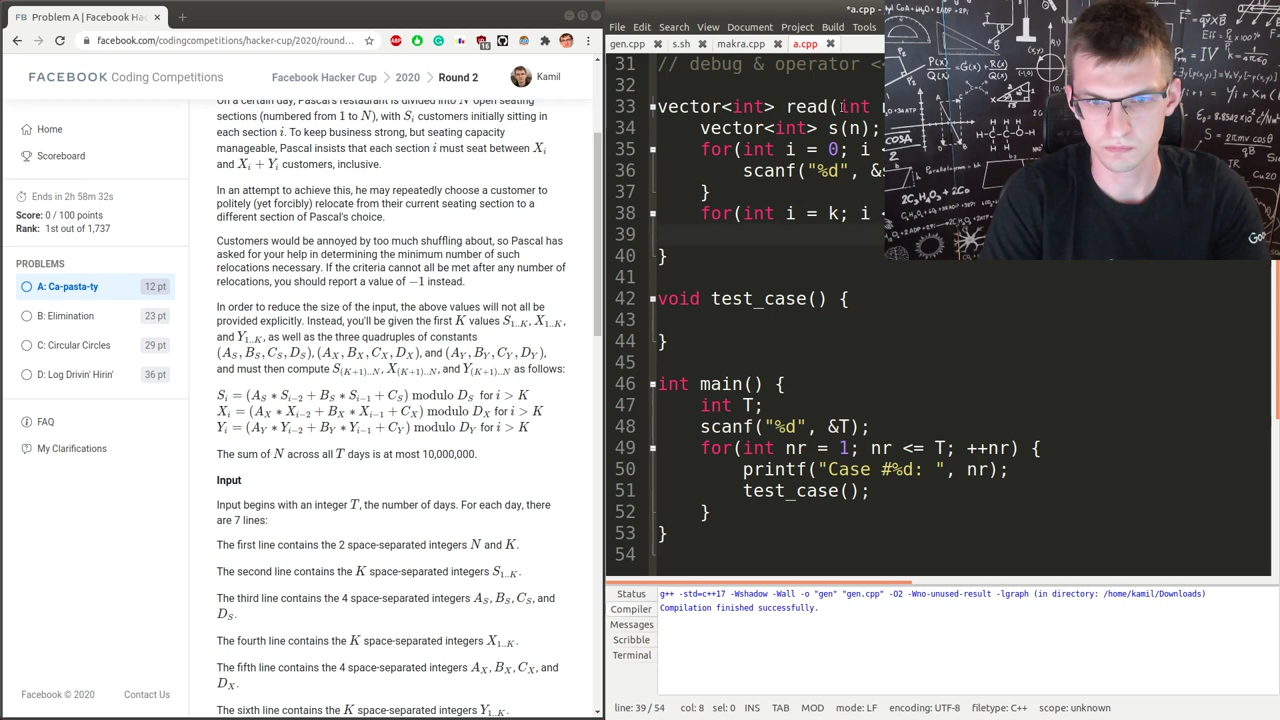 Problem A | Facebook Hack
facebook.com/codingcompetitions/hacker-cup/2020/round...
FACEBOOK Coding Competitions
Facebook Hacker Cup
2020
Round 2
Kamil
Home
Scoreboard
Ends in 2h 58m 32s
Score: 0 / 100 points
Rank: 1st out of 1,737
PROBLEMS
A: Ca-pasta-ty 12 pt
B: Elimination 23 pt
C: Circular Circles 29 pt
D: Log Drivin' Hirin' 36 pt
FAQ
My Clarifications
Facebook © 2020 Contact Us
On a certain day, Pascal's restaurant is divided into N open seating
sections (numbered from 1 to N), with S_i customers initially sitting in
each section i. To keep business strong, but seating capacity
manageable, Pascal insists that each section i must seat between X_i
and X_i + Y_i customers, inclusive.
In an attempt to achieve this, he may repeatedly choose a customer to
politely (yet forcibly) relocate from their current seating section to a
different section of Pascal's choice.
Customers would be annoyed by too much shuffling about, so Pascal has
asked for your help in determining the minimum number of such
relocations necessary. If the criteria cannot all be met after any number of
relocations, you should report a value of −1 instead.
In order to reduce the size of the input, the above values will not all be
provided explicitly. Instead, you'll be given the first K values S_1..K, X_1..K,
and Y_1..K, as well as the three quadruples of constants
(A_S, B_S, C_S, D_S), (A_X, B_X, C_X, D_X), and (A_Y, B_Y, C_Y, D_Y),
and must then compute S_(K+1)..N, X_(K+1)..N, and Y_(K+1)..N as follows:
S_i = (A_S * S_i−2 + B_S * S_i−1 + C_S) modulo D_S for i > K
X_i = (A_X * X_i−2 + B_X * X_i−1 + C_X) modulo D_X for i > K
Y_i = (A_Y * Y_i−2 + B_Y * Y_i−1 + C_Y) modulo D_Y for i > K
The sum of N across all T days is at most 10,000,000.
Input
Input begins with an integer T, the number of days. For each day, there
are 7 lines:
The first line contains the 2 space-separated integers N and K.
The second line contains the K space-separated integers S_1..K.
The third line contains the 4 space-separated integers A_S, B_S, C_S, and
D_S.
The fourth line contains the K space-separated integers X_1..K.
The fifth line contains the 4 space-separated integers A_X, B_X, C_X, and
D_X.
The sixth line contains the K space-separated integers Y_1..K.
*a.cpp -
File Edit Search View Document Project Build Tools
gen.cpp s.sh makra.cpp a.cpp
31 // debug & operator <
32
33 vector<int> read(int
34 vector<int> s(n);
35 for(int i = 0; i
36 scanf("%d", &s
37 }
38 for(int i = k; i <
39
40 }
41
42 void test_case() {
43
44 }
45
46 int main() {
47 int T;
48 scanf("%d", &T);
49 for(int nr = 1; nr <= T; ++nr) {
50 printf("Case #%d: ", nr);
51 test_case();
52 }
53 }
54
Status
Compiler
Messages
Scribble
Terminal
g++ -std=c++17 -Wshadow -Wall -o "gen" "gen.cpp" -O2 -Wno-unused-result -lgraph (in directory: /home/kamil/Downloads)
Compilation finished successfully.
line: 39 / 54 col: 8 sel: 0 INS TAB MOD mode: LF encoding: UTF-8 filetype: C++ scope: unknown